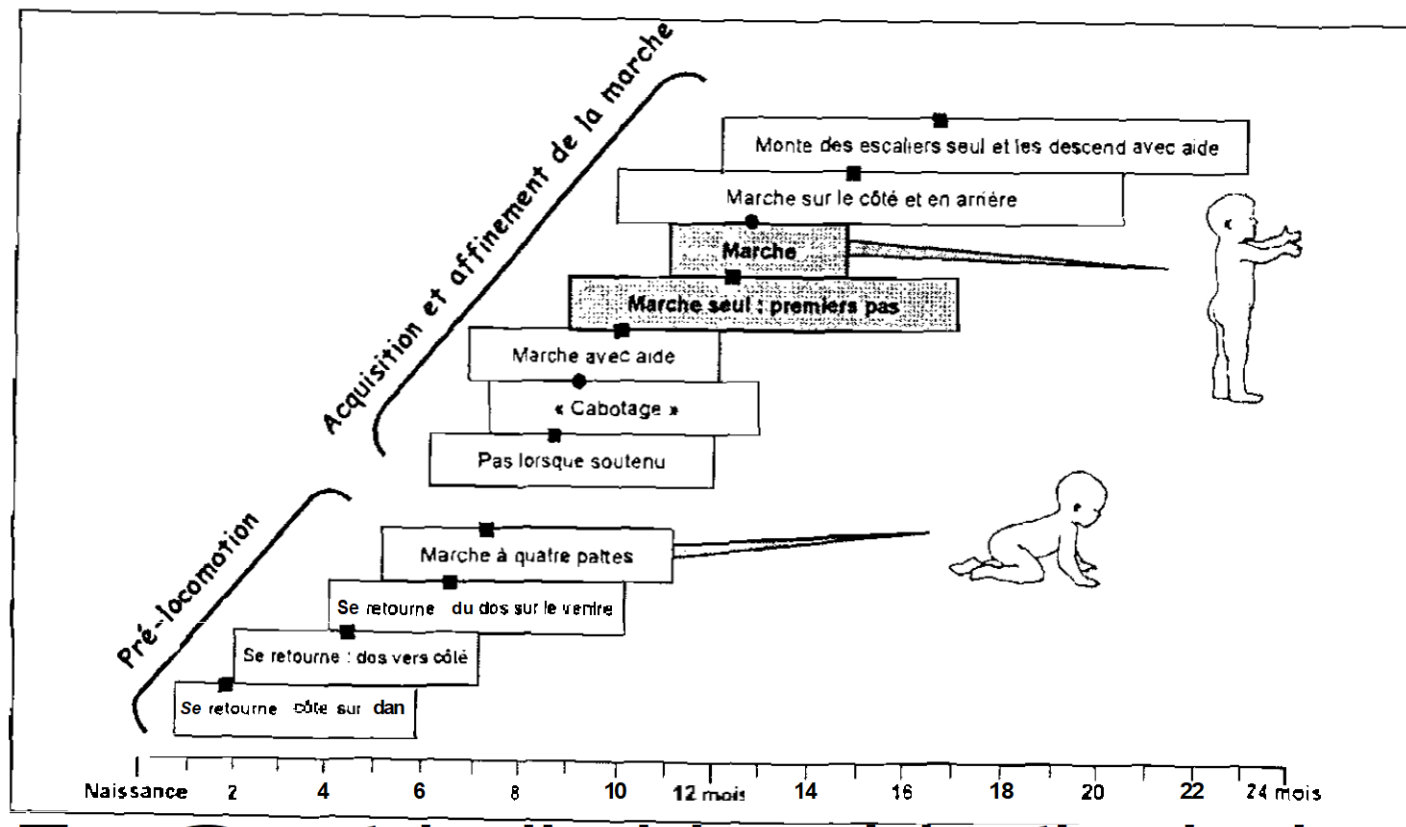 Acquisition et affinement de la marche
Monte des escaliers seul et les descend avec aide
Marche sur le côté et en arrière
Marche
Marche seul : premiers pas
Marche avec aide
« Cabotage »
Pas lorsque soutenu
Pré-locomotion
Marche à quatre pattes
Se retourne du dos sur le ventre
Se retourne : dos vers côté
Se retourne côte sur dan
Naissance 2 4 6 8 10 12 mois 14 16 18 20 22 24 mois